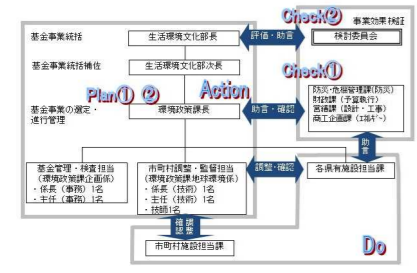 Check②
事業効果検証
基金事業統括
生活環境文化部長
評価・助言
検討委員会
基金事業統括補佐
生活環境文化部次長
Check①
Plan① ②
Action
基金事業の選定・
進行管理
環境政策課長
助言・確認
防災・危機管理課(防災)
財政課（予算執行）
営繕課（設計・工事）
商工企画課（ｴﾈﾙｷﾞｰ）
助言
基金管理・検査担当
（環境政策課企画係）
・係長（事務）1名
・主任（事務）1名
市町村調整・監督担当
（環境政策課地球環境係）
・係長（技術）1名
・主任（技術）1名
・技師1名
調整・確認
各県有施設担当課
調整
確認
市町村施設担当課
Do